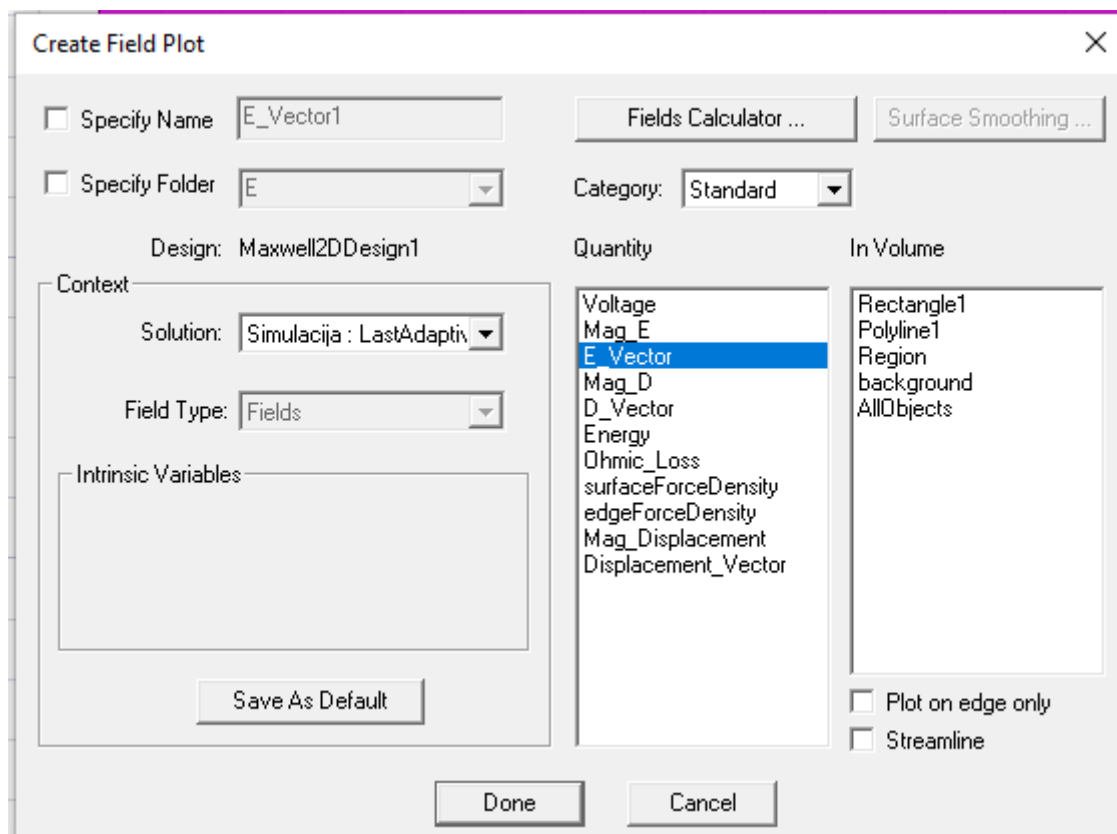 Create Field Plot
Specify Name E_Vector1 Fields Calculator ... Surface Smoothing ...
Specify Folder E Category: Standard
Design: Maxwell2DDesign1 Quantity In Volume
Context
Solution: Simulacija : LastAdaptiv
Field Type: Fields
Intrinsic Variables
Save As Default
Voltage
Mag_E
E_Vector
Mag_D
D_Vector
Energy
Ohmic_Loss
surfaceForceDensity
edgeForceDensity
Mag_Displacement
Displacement_Vector
Rectangle1
Polyline1
Region
background
AllObjects
Plot on edge only
Streamline
Done Cancel